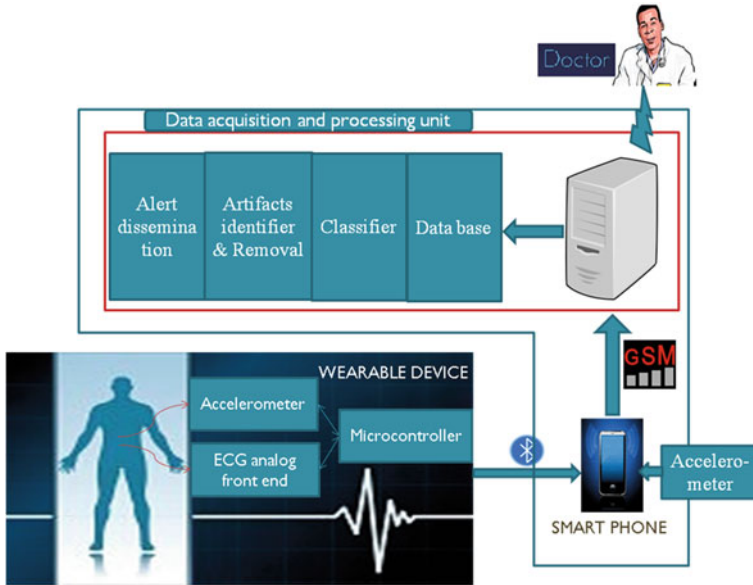 Doctor
Data acquisition and processing unit
Alert
dissemina
tion
Artifacts
identifier
& Removal
Classifier
Data base
GSM
WEARABLE DEVICE
Accelerometer
Microcontroller
ECG analog
front end
Accelero-
meter
SMART PHONE